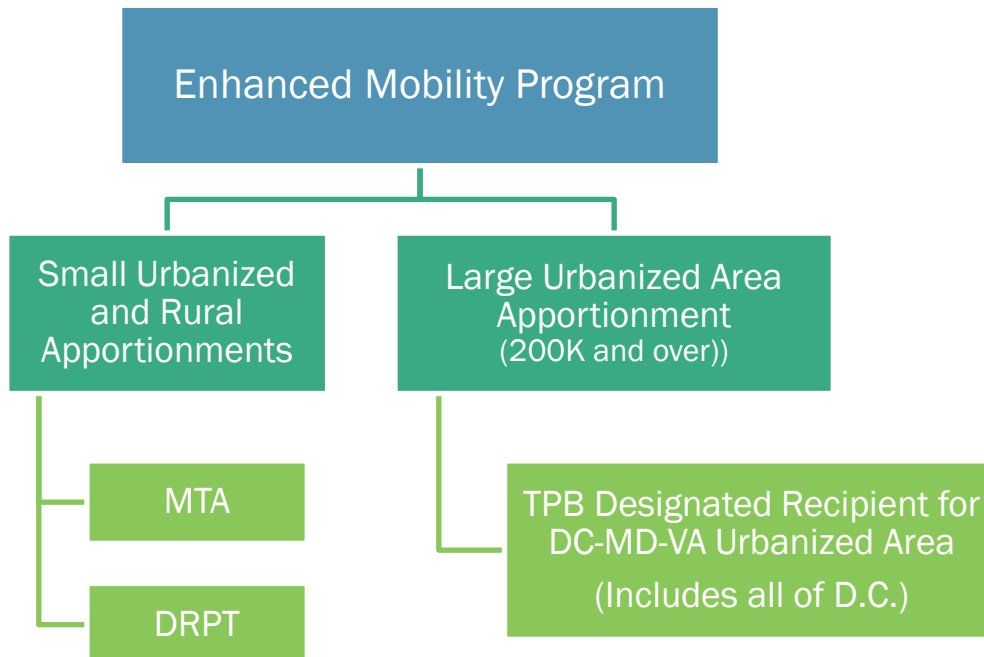 Enhanced Mobility Program
Small Urbanized
and Rural
Apportionments
Large Urbanized Area
Apportionment
(200K and over))
MTA
DRPT
TPB Designated Recipient for
DC-MD-VA Urbanized Area
(Includes all of D.C.)